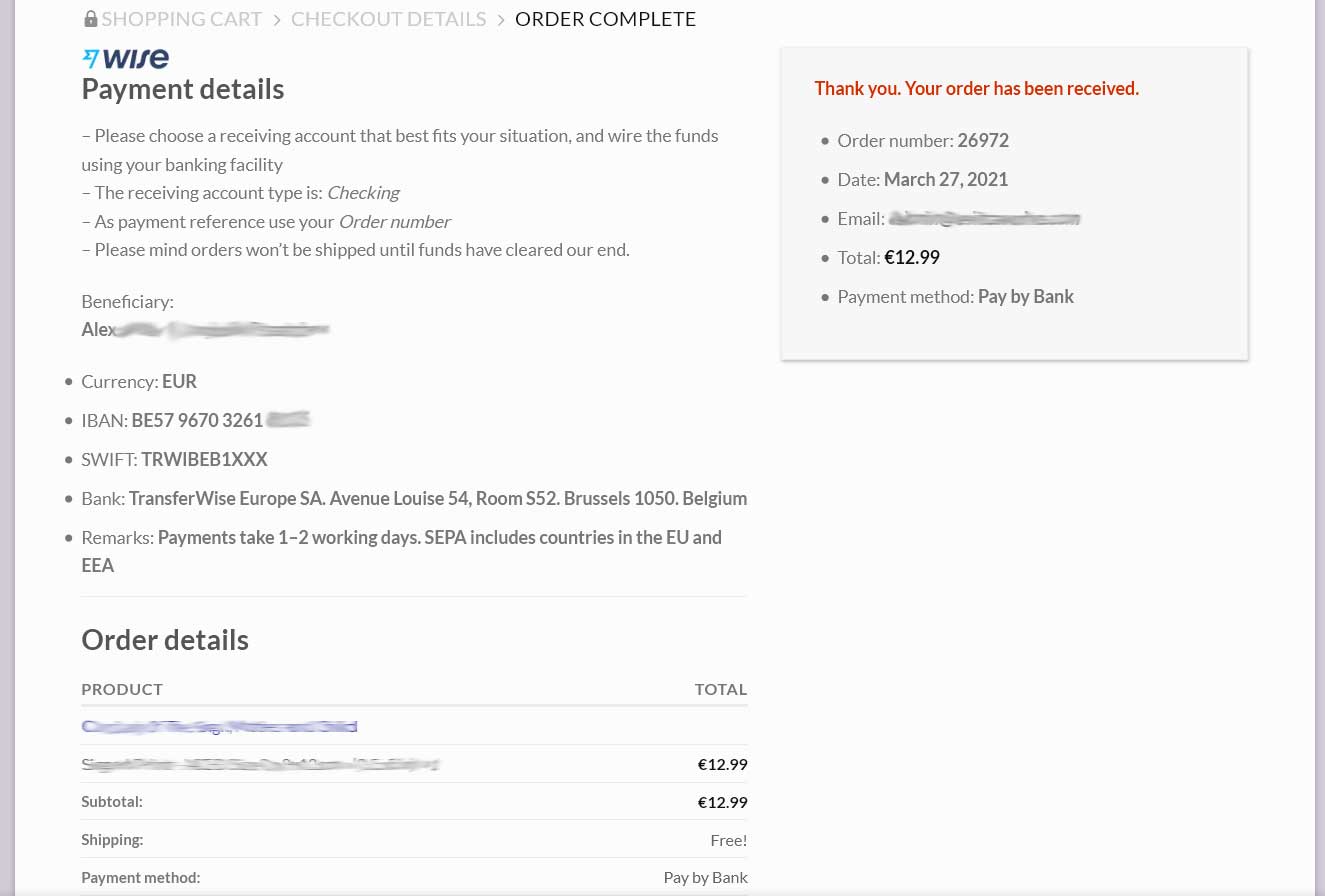 SHOPPING CART > CHECKOUT DETAILS > ORDER COMPLETE
wise
Payment details
– Please choose a receiving account that best fits your situation, and wire the funds
using your banking facility
– The receiving account type is: Checking
– As payment reference use your Order number
– Please mind orders won't be shipped until funds have cleared our end.
Beneficiary:
Alex
• Currency: EUR
• IBAN: BE57 9670 3261
• SWIFT: TRWIBEB1XXX
• Bank: TransferWise Europe SA. Avenue Louise 54, Room S52. Brussels 1050. Belgium
• Remarks: Payments take 1–2 working days. SEPA includes countries in the EU and
EEA
Order details
PRODUCT TOTAL
€12.99
Subtotal: €12.99
Shipping: Free!
Payment method: Pay by Bank
Thank you. Your order has been received.
• Order number: 26972
• Date: March 27, 2021
• Email:
• Total: €12.99
• Payment method: Pay by Bank